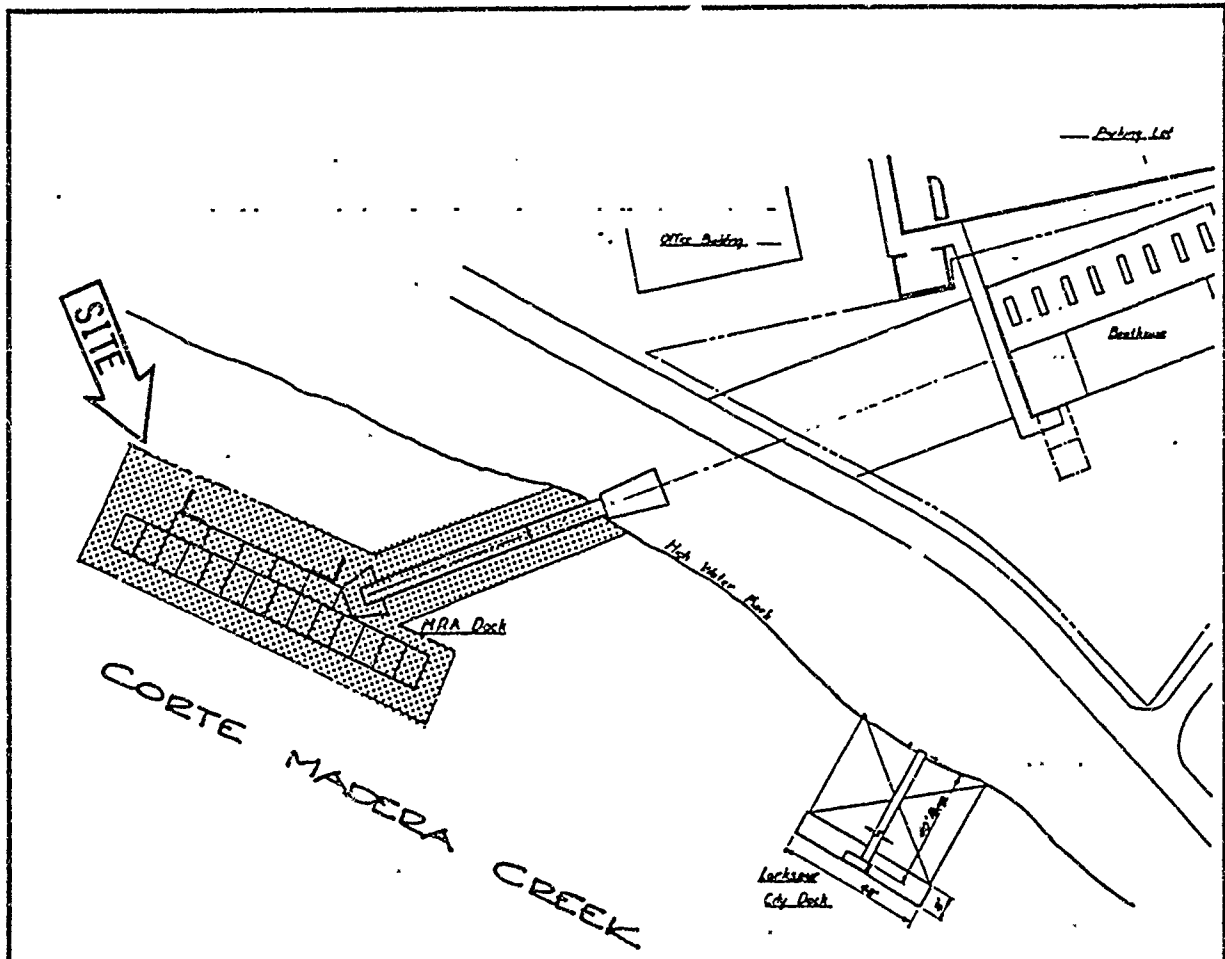 Parking Lot
Office Building
SITE
Boathouse
High Water Mark
MRA Dock
CORTE MADERA CREEK
Larkspur
City Dock